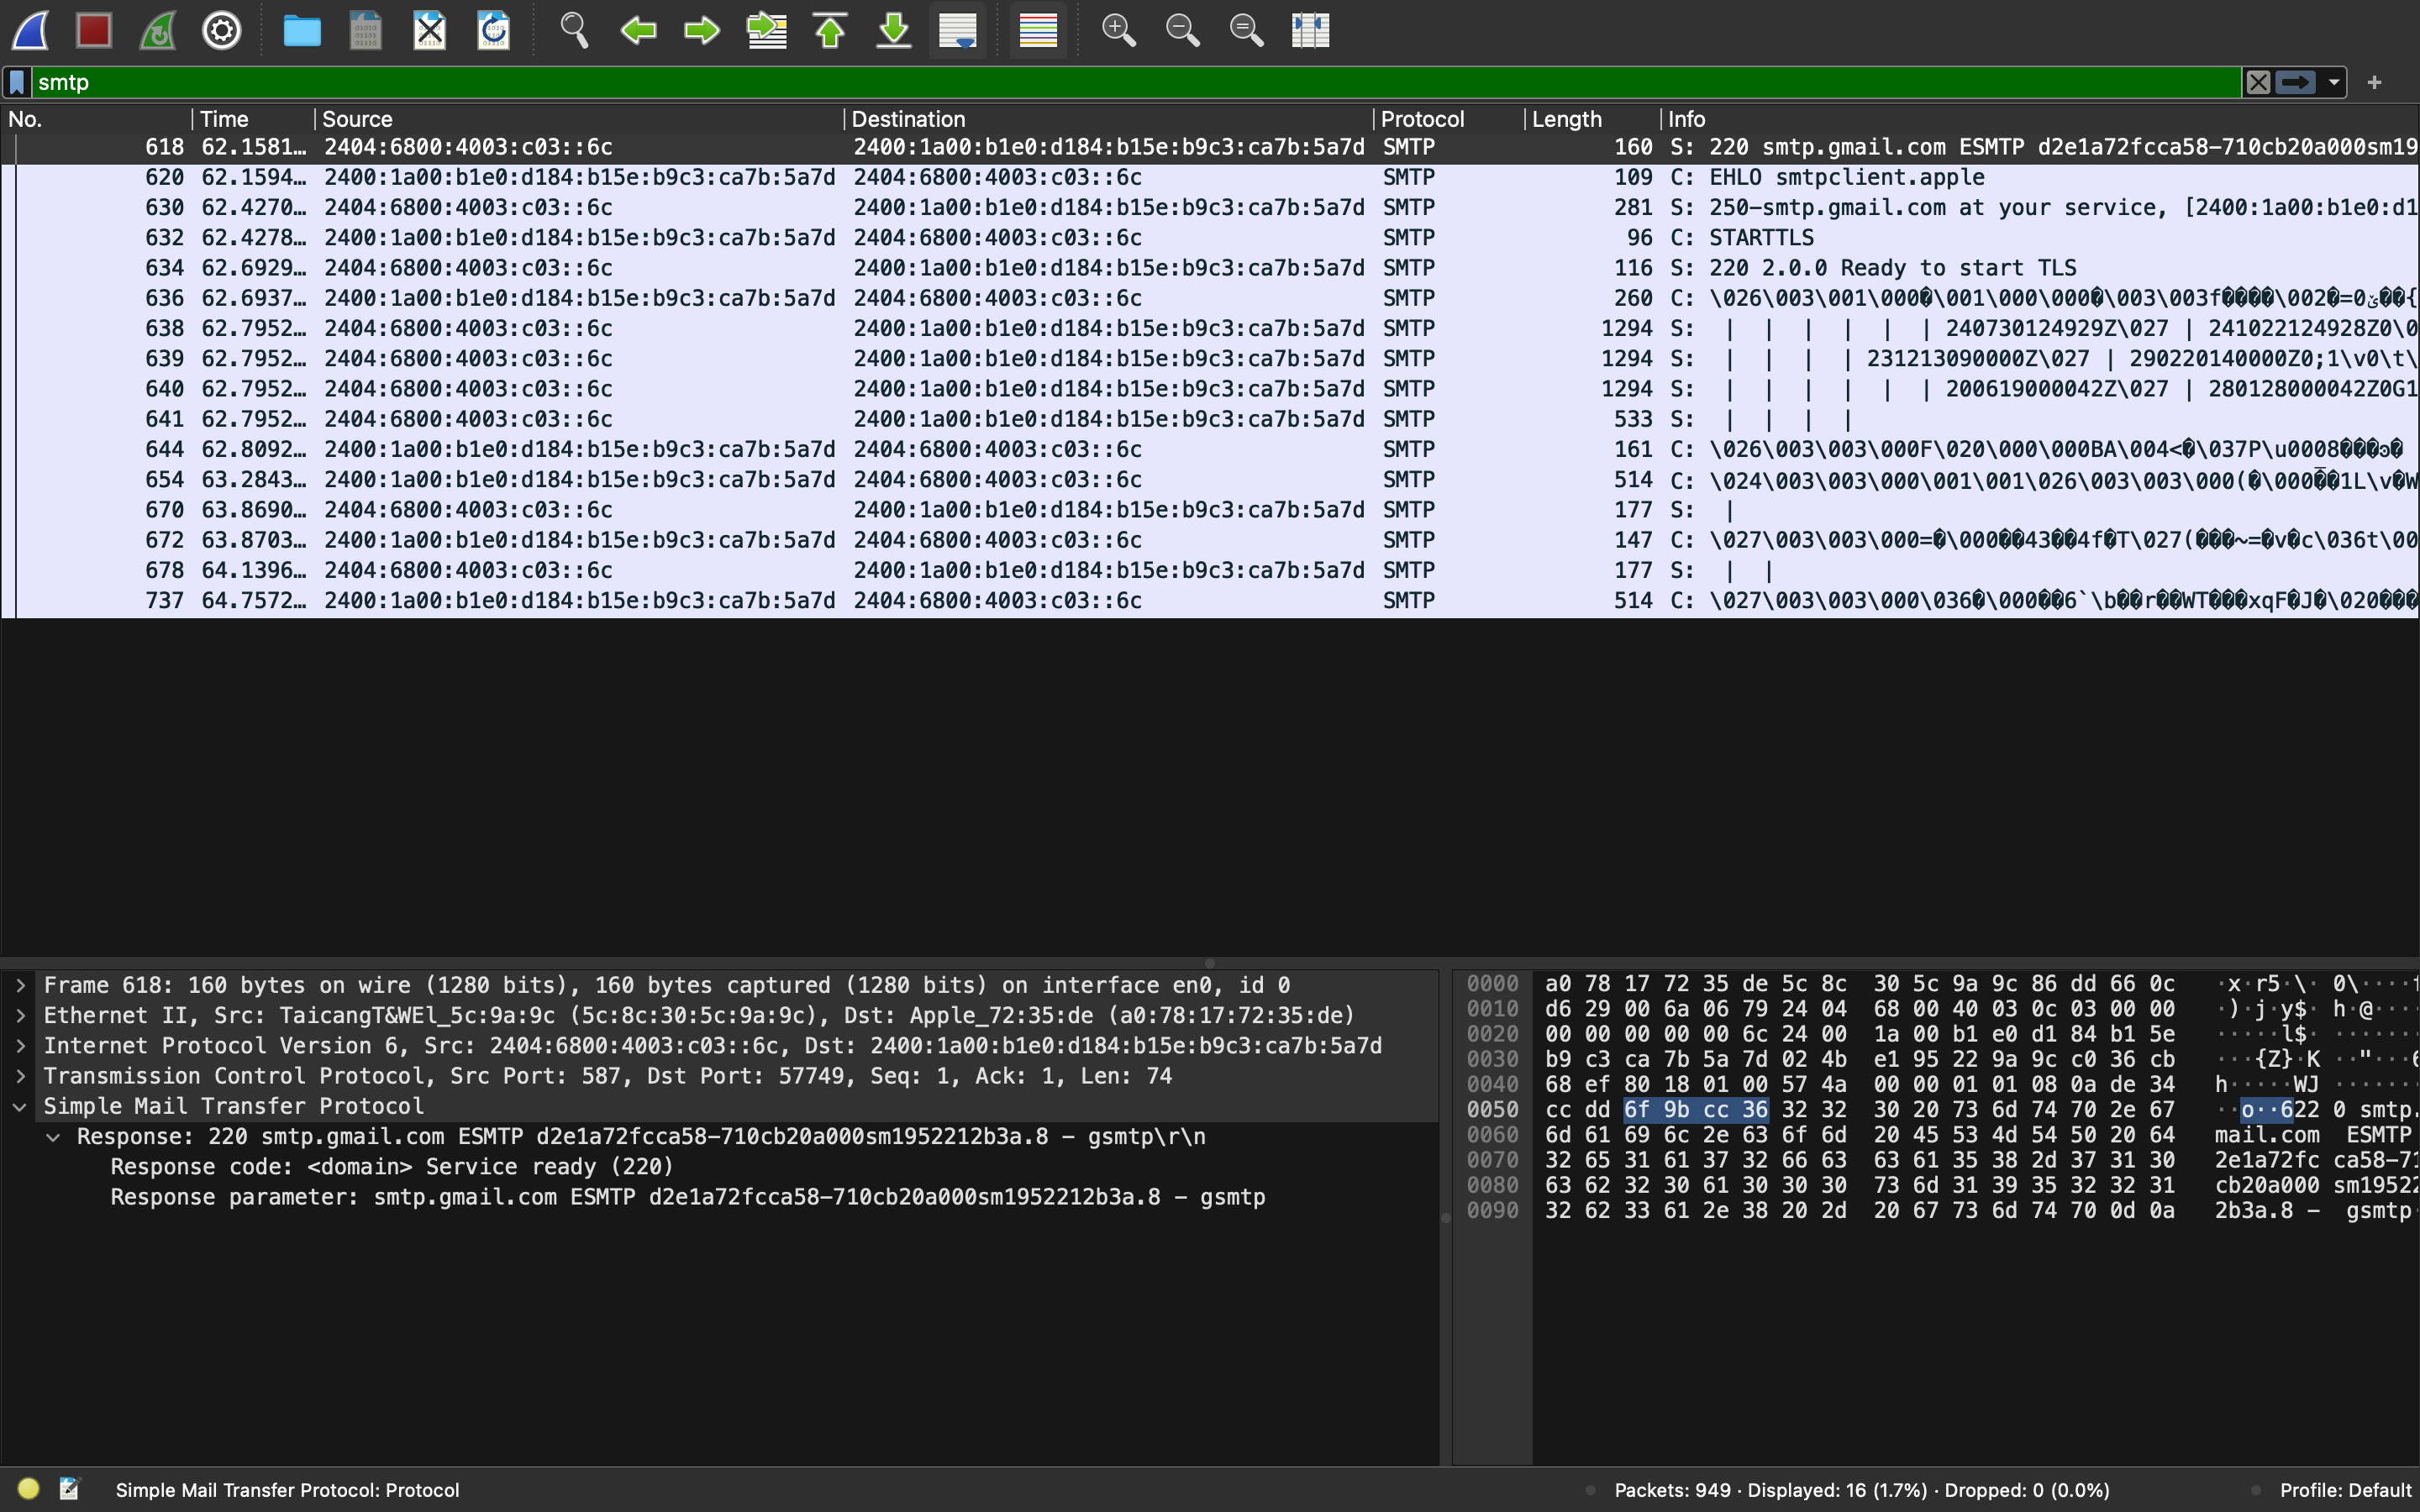 smtp
No. Time Source Destination Protocol Length Info
618 62.1581… 2404:6800:4003:c03::6c 2400:1a00:b1e0:d184:b15e:b9c3:ca7b:5a7d SMTP 160 S: 220 smtp.gmail.com ESMTP d2e1a72fcca58-710cb20a000sm19
620 62.1594… 2400:1a00:b1e0:d184:b15e:b9c3:ca7b:5a7d 2404:6800:4003:c03::6c SMTP 109 C: EHLO smtpclient.apple
630 62.4270… 2404:6800:4003:c03::6c 2400:1a00:b1e0:d184:b15e:b9c3:ca7b:5a7d SMTP 281 S: 250-smtp.gmail.com at your service, [2400:1a00:b1e0:d1
632 62.4278… 2400:1a00:b1e0:d184:b15e:b9c3:ca7b:5a7d 2404:6800:4003:c03::6c SMTP 96 C: STARTTLS
634 62.6929… 2404:6800:4003:c03::6c 2400:1a00:b1e0:d184:b15e:b9c3:ca7b:5a7d SMTP 116 S: 220 2.0.0 Ready to start TLS
636 62.6937… 2400:1a00:b1e0:d184:b15e:b9c3:ca7b:5a7d 2404:6800:4003:c03::6c SMTP 260 C: \026\003\001\000�\001\000\000�\003\003f����\002�=0
638 62.7952… 2404:6800:4003:c03::6c 2400:1a00:b1e0:d184:b15e:b9c3:ca7b:5a7d SMTP 1294 S: | | | | | | 240730124929Z\027 | 241022124928Z0\0
639 62.7952… 2404:6800:4003:c03::6c 2400:1a00:b1e0:d184:b15e:b9c3:ca7b:5a7d SMTP 1294 S: | | | | 231213090000Z\027 | 290220140000Z0;1\v0\t\
640 62.7952… 2404:6800:4003:c03::6c 2400:1a00:b1e0:d184:b15e:b9c3:ca7b:5a7d SMTP 1294 S: | | | | | | 200619000042Z\027 | 280128000042Z0G1
641 62.7952… 2404:6800:4003:c03::6c 2400:1a00:b1e0:d184:b15e:b9c3:ca7b:5a7d SMTP 533 S: | | | |
644 62.8092… 2400:1a00:b1e0:d184:b15e:b9c3:ca7b:5a7d 2404:6800:4003:c03::6c SMTP 161 C: \026\003\003\000F\020\000\000BA\004<�\037P\u0008���
654 63.2843… 2400:1a00:b1e0:d184:b15e:b9c3:ca7b:5a7d 2404:6800:4003:c03::6c SMTP 514 C: \024\003\003\000\001\001\026\003\003\000(�\000��1L\v�W
670 63.8690… 2404:6800:4003:c03::6c 2400:1a00:b1e0:d184:b15e:b9c3:ca7b:5a7d SMTP 177 S: |
672 63.8703… 2400:1a00:b1e0:d184:b15e:b9c3:ca7b:5a7d 2404:6800:4003:c03::6c SMTP 147 C: \027\003\003\000=�\000��43��4f�T\027(���~=�v�c\036t\00
678 64.1396… 2404:6800:4003:c03::6c 2400:1a00:b1e0:d184:b15e:b9c3:ca7b:5a7d SMTP 177 S: | |
737 64.7572… 2400:1a00:b1e0:d184:b15e:b9c3:ca7b:5a7d 2404:6800:4003:c03::6c SMTP 514 C: \027\003\003\000\036�\000��6`\b��r��WT���xqF�J�\020���
Frame 618: 160 bytes on wire (1280 bits), 160 bytes captured (1280 bits) on interface en0, id 0
Ethernet II, Src: TaicangT&WEl_5c:9a:9c (5c:8c:30:5c:9a:9c), Dst: Apple_72:35:de (a0:78:17:72:35:de)
Internet Protocol Version 6, Src: 2404:6800:4003:c03::6c, Dst: 2400:1a00:b1e0:d184:b15e:b9c3:ca7b:5a7d
Transmission Control Protocol, Src Port: 587, Dst Port: 57749, Seq: 1, Ack: 1, Len: 74
Simple Mail Transfer Protocol
Response: 220 smtp.gmail.com ESMTP d2e1a72fcca58-710cb20a000sm1952212b3a.8 - gsmtp\r\n
Response code: <domain> Service ready (220)
Response parameter: smtp.gmail.com ESMTP d2e1a72fcca58-710cb20a000sm1952212b3a.8 - gsmtp
0000 a0 78 17 72 35 de 5c 8c 30 5c 9a 9c 86 dd 66 0c ·x·r5·\· 0\····f
0010 d6 29 00 6a 06 79 24 04 68 00 40 03 0c 03 00 00 ·)·j·y$· h·@····
0020 00 00 00 00 00 6c 24 00 1a 00 b1 e0 d1 84 b1 5e ·····l$· ·······
0030 b9 c3 ca 7b 5a 7d 02 4b e1 95 22 9a 9c c0 36 cb ···{Z}·K ··"···6
0040 68 ef 80 18 01 00 57 4a 00 00 01 01 08 0a de 34 h·····WJ ·······
0050 cc dd 6f 9b cc 36 32 32 30 20 73 6d 74 70 2e 67 ··o··622 0 smtp.
0060 6d 61 69 6c 2e 63 6f 6d 20 45 53 4d 54 50 20 64 mail.com ESMTP
0070 32 65 31 61 37 32 66 63 63 61 35 38 2d 37 31 30 2e1a72fc ca58-71
0080 63 62 32 30 61 30 30 30 73 6d 31 39 35 32 32 31 cb20a000 sm19522
0090 32 62 33 61 2e 38 20 2d 20 67 73 6d 74 70 0d 0a 2b3a.8 - gsmtp·
Simple Mail Transfer Protocol: Protocol
Packets: 949 · Displayed: 16 (1.7%) · Dropped: 0 (0.0%)
Profile: Default